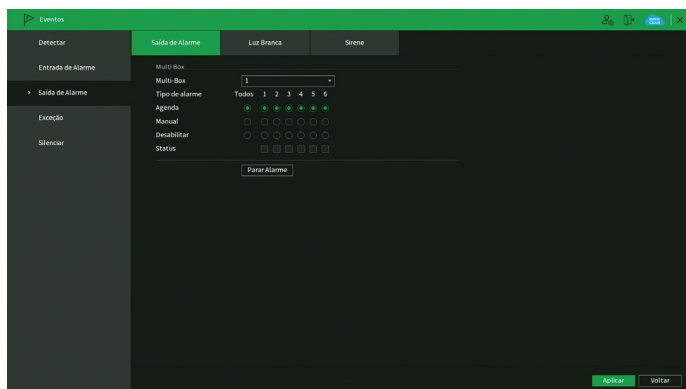 Eventos
Detectar
Entrada de Alarme
Saída de Alarme
Exceção
Silenciar
Saída de Alarme
Luz Branca
Sirene
Multi Box
Multi-Box 1
Tipo de alarme Todos 1 2 3 4 5 6
Agenda
Manual
Desabilitar
Status
Parar Alarme
Aplicar
Voltar